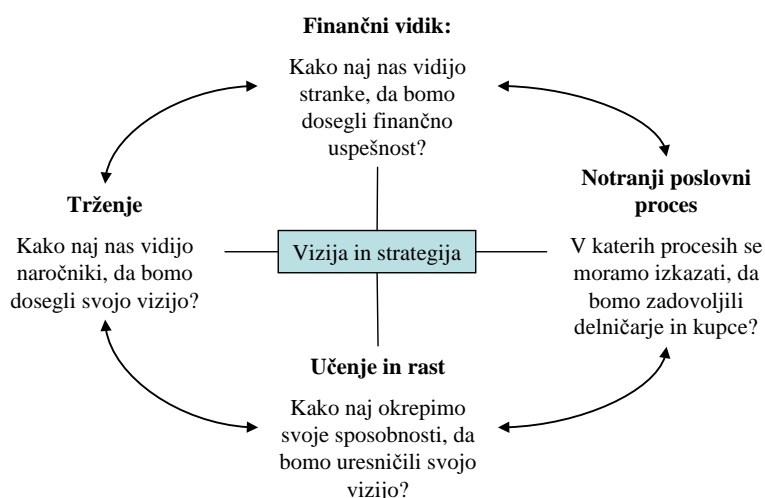 Finančni vidik:
Kako naj nas vidijo
stranke, da bomo
dosegli finančno
uspešnost?
Trženje
Kako naj nas vidijo
naročniki, da bomo
dosegli svojo vizijo?
Vizija in strategija
Notranji poslovni
proces
V katerih procesih se
moramo izkazati, da
bomo zadovoljili
delničarje in kupce?
Učenje in rast
Kako naj okrepimo
svoje sposobnosti, da
bomo uresničili svojo
vizijo?